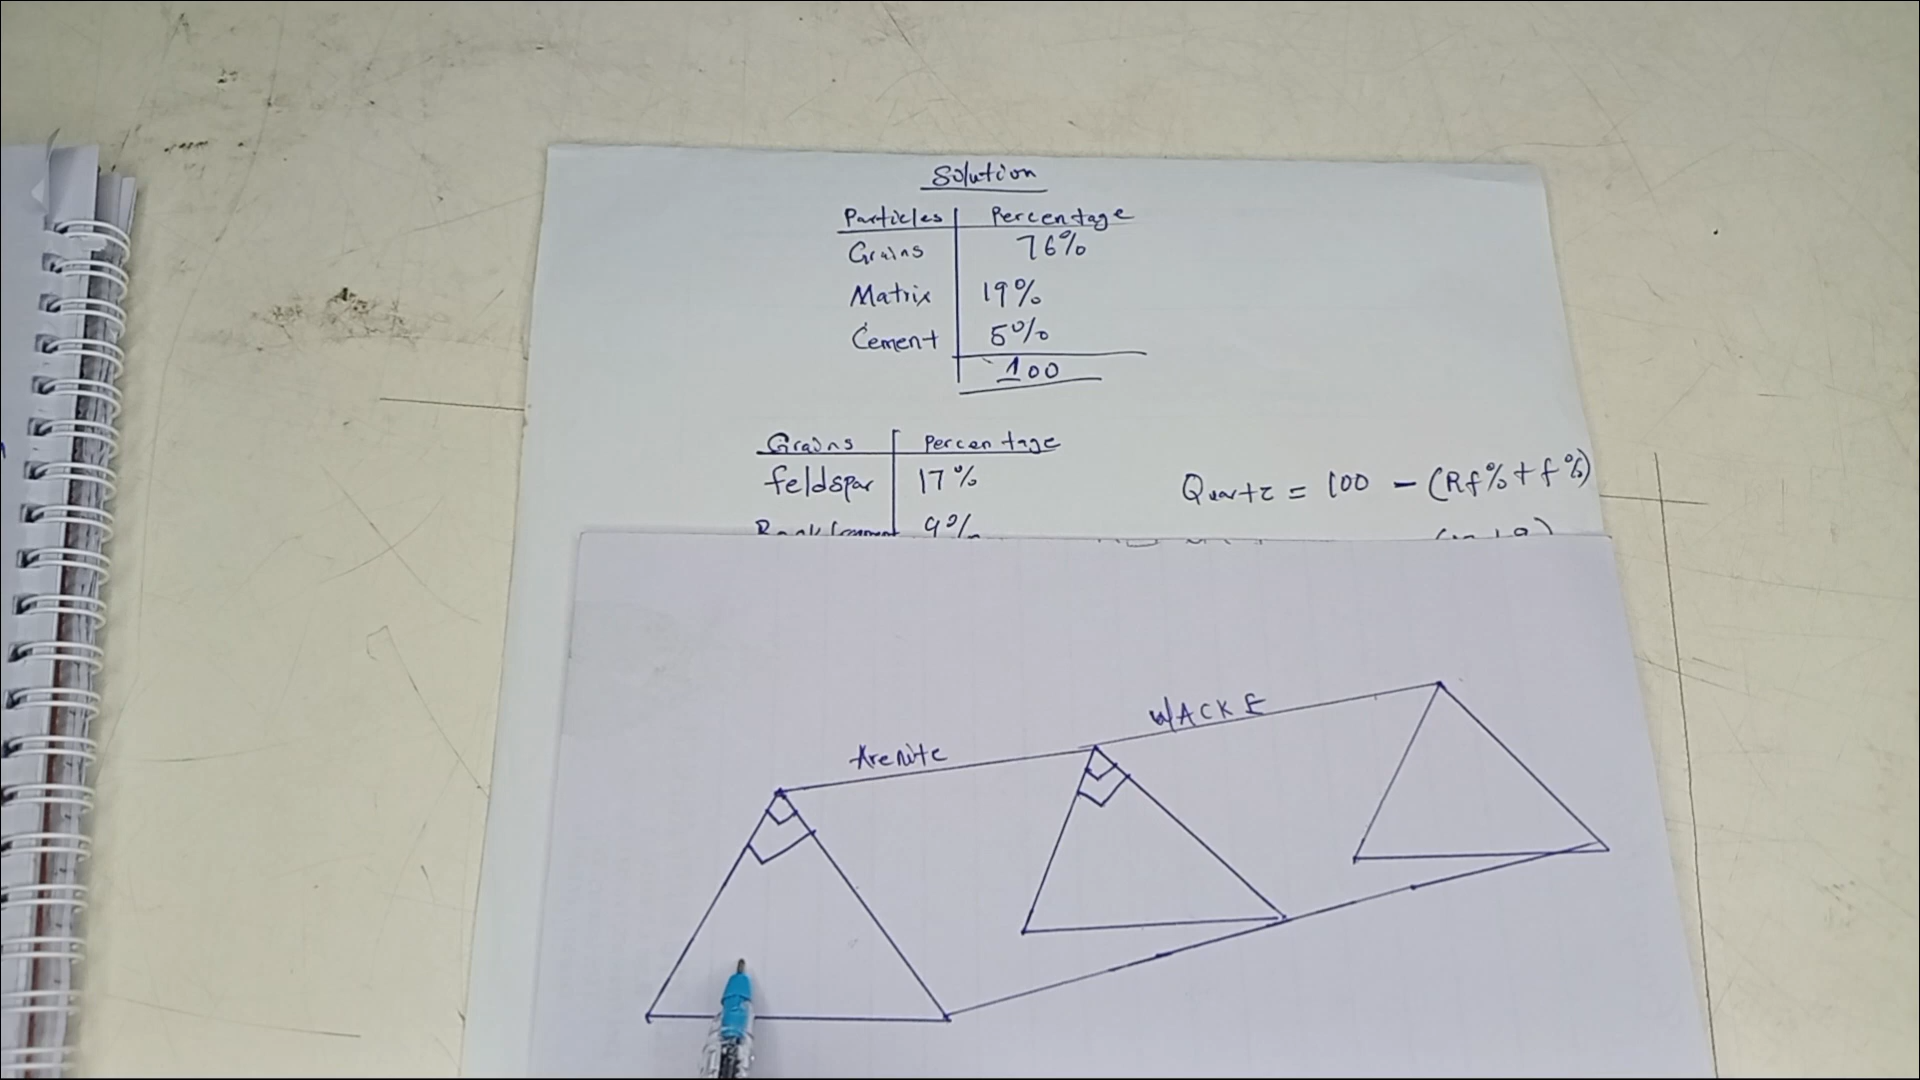 Solution
Particles Percentage
Grains 76%
Matrix 19%
Cement 5%
100
Grains Percentage
feldspar 17%
Quartz = 100 - (Rf% + f%)
9%
WACKE
Arenite